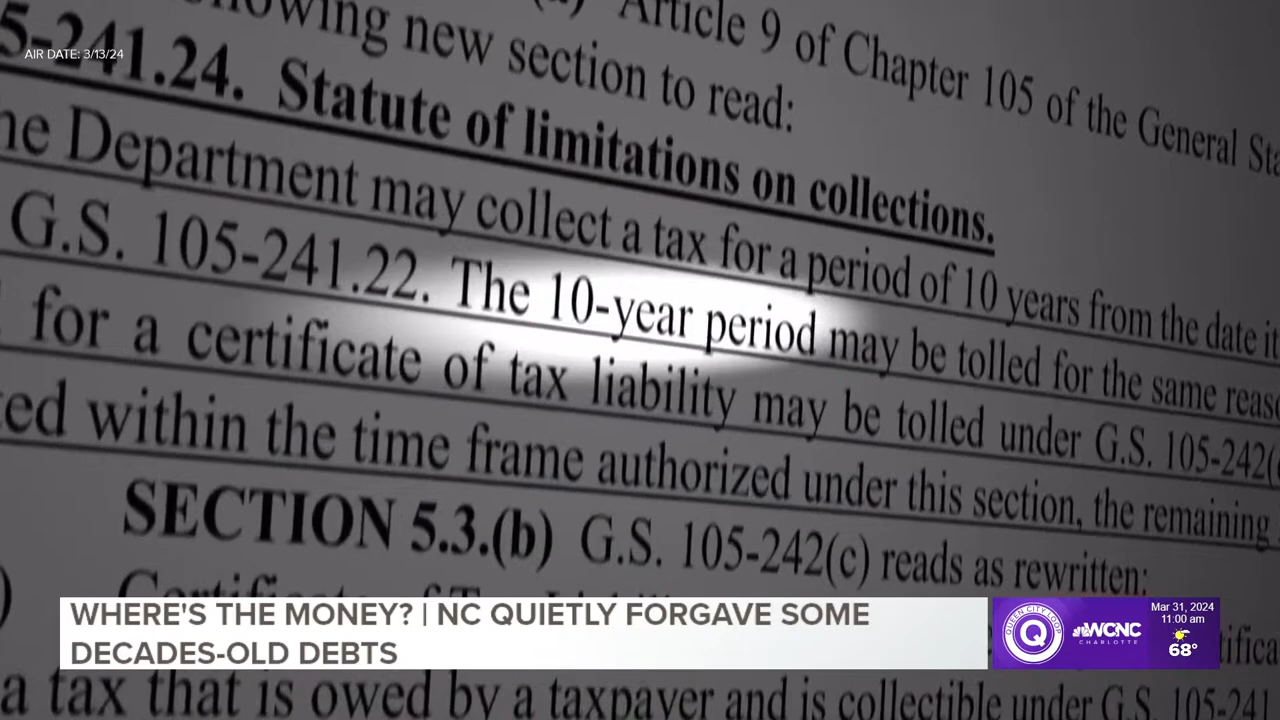 (a) Article 9 of Chapter 105 of the General Sta
owing new section to read:
AIR DATE: 3/13/24
5-241.24. Statute of limitations on collections.
he Department may collect a tax for a period of 10 years from the date it
G.S. 105-241.22. The 10-year period may be tolled for the same reas
for a certificate of tax liability may be tolled under G.S. 105-242(
ed within the time frame authorized under this section, the remaining
SECTION 5.3.(b) G.S. 105-242(c) reads as rewritten:
)
WHERE'S THE MONEY? | NC QUIETLY FORGAVE SOME
DECADES-OLD DEBTS
QUEEN CITY LOOP
Q
WCNC
CHARLOTTE
Mar 31, 2024
11:00 am
68°
tifica
a tax that is owed by a taxpayer and is collectible under G.S. 105-241